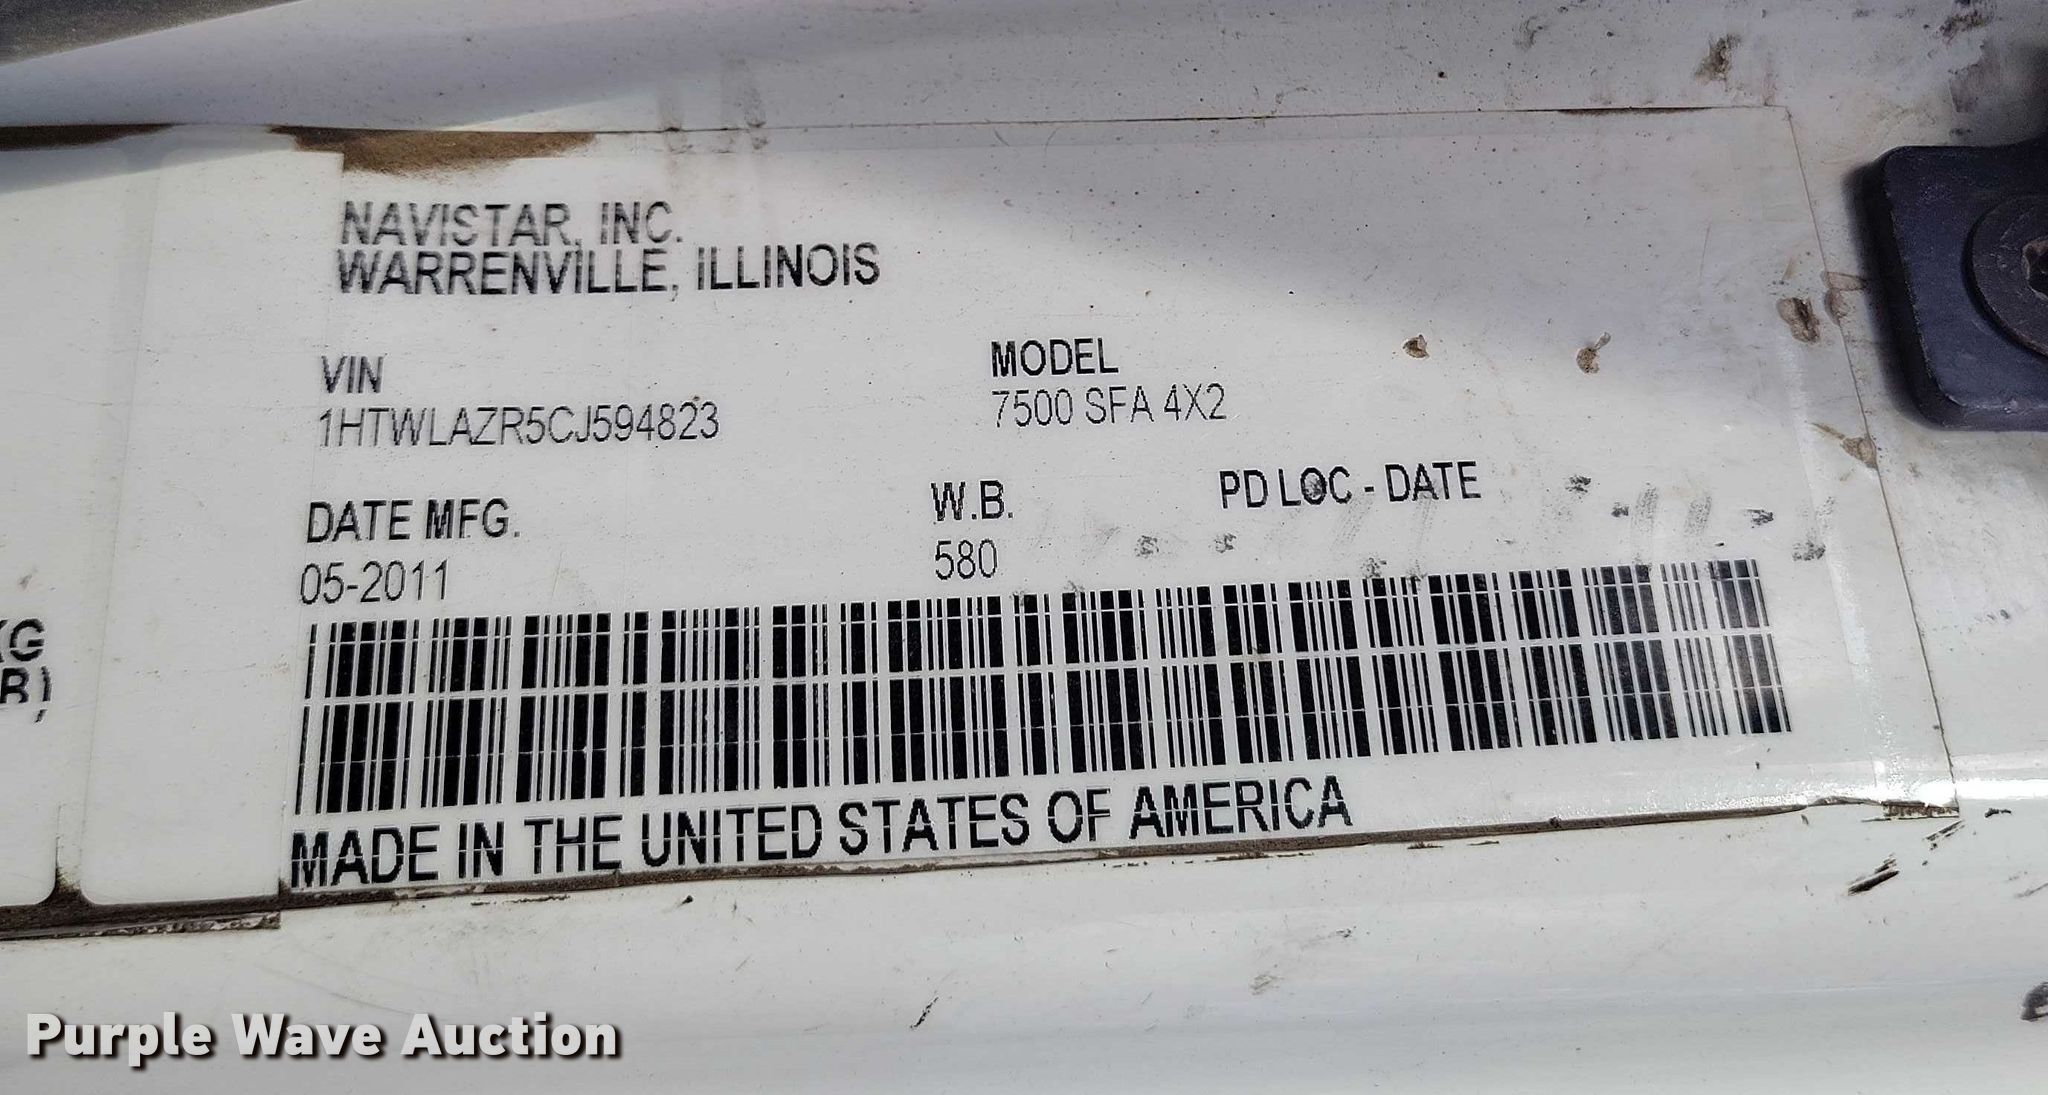 NAVISTAR, INC.
WARRENVILLE, ILLINOIS
VIN
1HTWLAZR5CJ594823
MODEL
7500 SFA 4X2
DATE MFG.
05-2011
W.B.
580
PD LOC - DATE
KG
B)
MADE IN THE UNITED STATES OF AMERICA
Purple Wave Auction